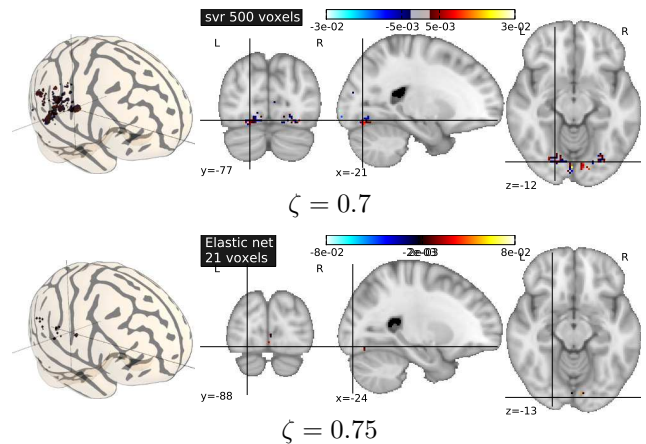 svr 500 voxels
-3e-02 -5e-03 5e-03 3e-02
L R L R
y=-77 x=-21 z=-12
ζ = 0.7
Elastic net
21 voxels
-8e-02 8e-02
L R L R
y=-88 x=-24 z=-13
ζ = 0.75